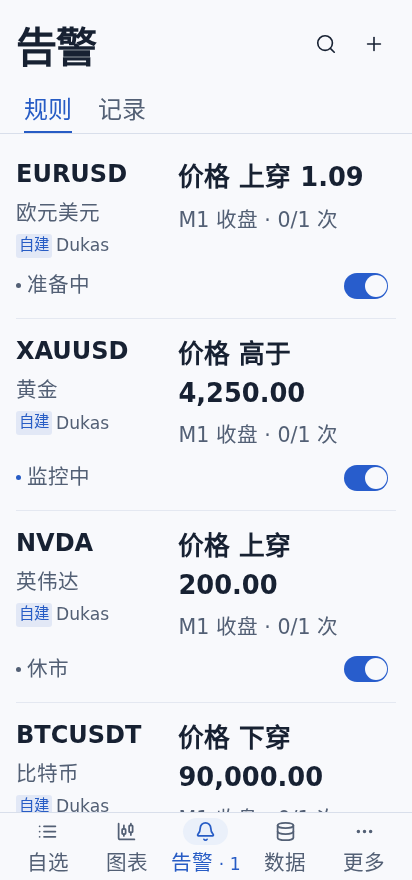 告警
规则 记录
EURUSD 价格 上穿 1.09
欧元美元 M1 收盘 · 0/1 次
自建 Dukas
• 准备中
XAUUSD 价格 高于
黄金 4,250.00
自建 Dukas M1 收盘 · 0/1 次
• 监控中
NVDA 价格 上穿
英伟达 200.00
自建 Dukas M1 收盘 · 0/1 次
• 休市
BTCUSDT 价格 下穿
比特币 90,000.00
自建 Dukas
自选 图表 告警 · 1 数据 更多